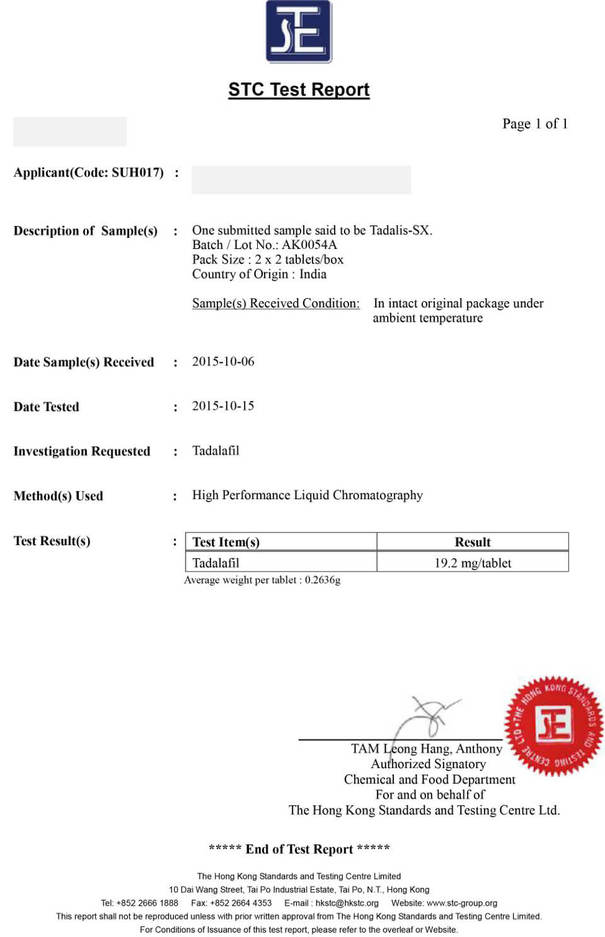 STC Test Report
Page 1 of 1
Applicant(Code: SUH017) :
Description of Sample(s) : One submitted sample said to be Tadalis-SX.
Batch / Lot No.: AK0054A
Pack Size : 2 x 2 tablets/box
Country of Origin : India
Sample(s) Received Condition: In intact original package under
ambient temperature
Date Sample(s) Received : 2015-10-06
Date Tested : 2015-10-15
Investigation Requested : Tadalafil
Method(s) Used : High Performance Liquid Chromatography
Test Result(s) : Test Item(s) Result
Tadalafil 19.2 mg/tablet
Average weight per tablet : 0.2636g
THE HONG KONG STANDARDS AND TESTING CENTRE LTD
TAM Leong Hang, Anthony
Authorized Signatory
Chemical and Food Department
For and on behalf of
The Hong Kong Standards and Testing Centre Ltd.
***** End of Test Report *****
The Hong Kong Standards and Testing Centre Limited
10 Dai Wang Street, Tai Po Industrial Estate, Tai Po, N.T., Hong Kong
Tel: +852 2666 1888 Fax: +852 2664 4353 E-mail : hkstc@hkstc.org Website: www.stc-group.org
This report shall not be reproduced unless with prior written approval from The Hong Kong Standards and Testing Centre Limited.
For Conditions of Issuance of this test report, please refer to the overleaf or Website.